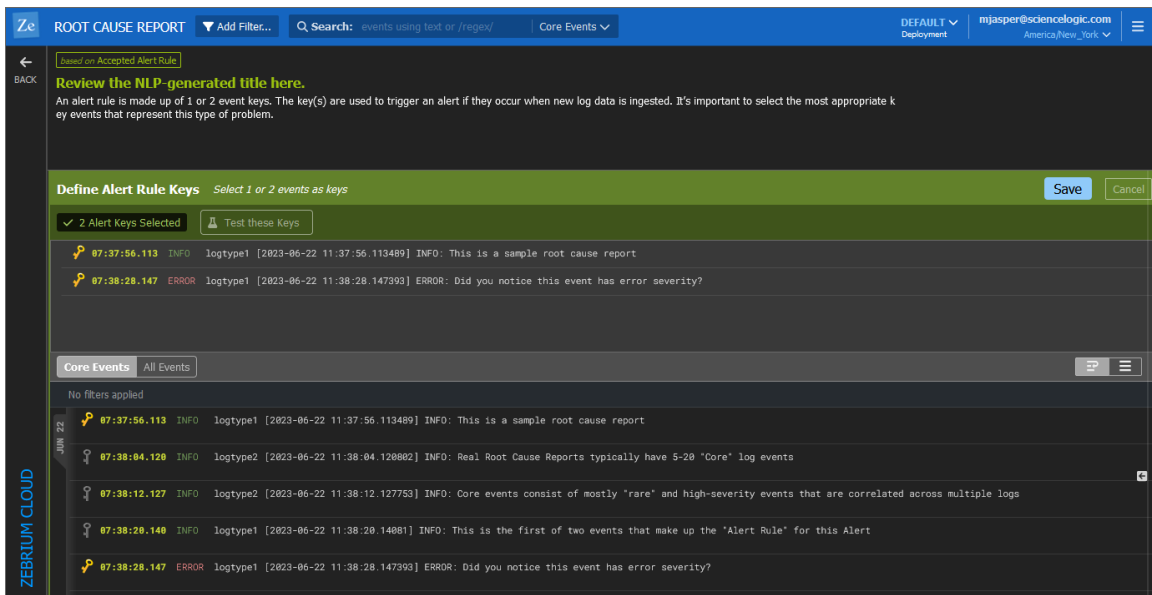 Ze ROOT CAUSE REPORT Add Filter... Search: events using text or /regex/ Core Events DEFAULT Deployment mjasper@sciencelogic.com America/New_York
BACK
based on Accepted Alert Rule
Review the NLP-generated title here.
An alert rule is made up of 1 or 2 event keys. The key(s) are used to trigger an alert if they occur when new log data is ingested. It's important to select the most appropriate k
ey events that represent this type of problem.
Define Alert Rule Keys Select 1 or 2 events as keys Save Cancel
2 Alert Keys Selected Test these Keys
07:37:56.113 INFO logtype1 [2023-06-22 11:37:56.113489] INFO: This is a sample root cause report
07:38:28.147 ERROR logtype1 [2023-06-22 11:38:28.147393] ERROR: Did you notice this event has error severity?
Core Events All Events
No filters applied
JUN 22
07:37:56.113 INFO logtype1 [2023-06-22 11:37:56.113489] INFO: This is a sample root cause report
07:38:04.120 INFO logtype2 [2023-06-22 11:38:04.120802] INFO: Real Root Cause Reports typically have 5-20 "Core" log events
07:38:12.127 INFO logtype2 [2023-06-22 11:38:12.127753] INFO: Core events consist of mostly "rare" and high-severity events that are correlated across multiple logs
07:38:20.140 INFO logtype1 [2023-06-22 11:38:20.14081] INFO: This is the first of two events that make up the "Alert Rule" for this Alert
07:38:28.147 ERROR logtype1 [2023-06-22 11:38:28.147393] ERROR: Did you notice this event has error severity?
ZEBRIUM CLOUD